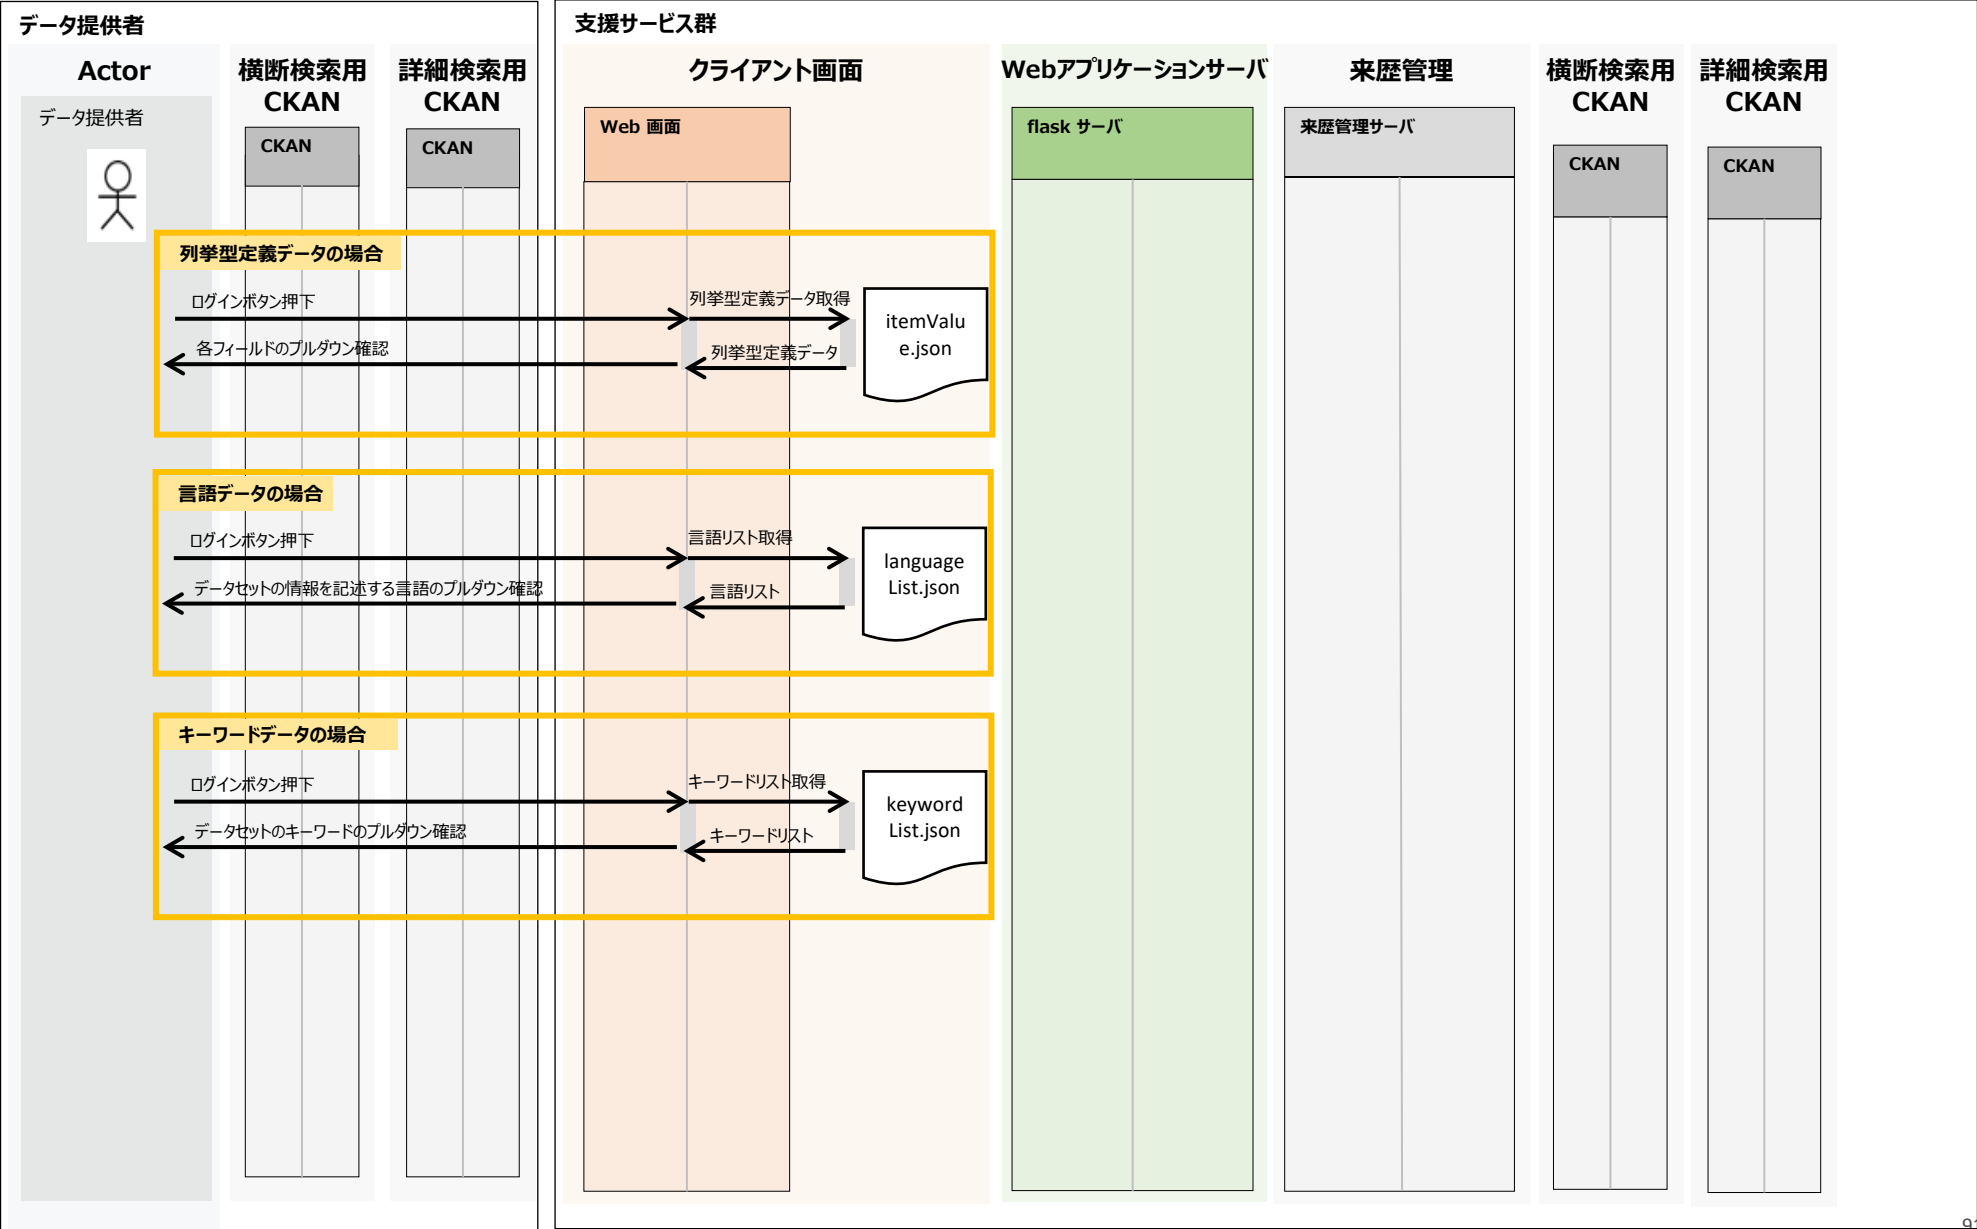 データ提供者
支援サービス群
Actor
横断検索用
CKAN
詳細検索用
CKAN
クライアント画面
Webアプリケーションサーバ
来歴管理
横断検索用
CKAN
詳細検索用
CKAN
データ提供者
CKAN
CKAN
Web 画面
flask サーバ
来歴管理サーバ
CKAN
CKAN
列挙型定義データの場合
ログインボタン押下
列挙型定義データ取得
itemValu
e.json
各フィールドのプルダウン確認
列挙型定義データ
言語データの場合
ログインボタン押下
言語リスト取得
language
List.json
データセットの情報を記述する言語のプルダウン確認
言語リスト
キーワードデータの場合
ログインボタン押下
キーワードリスト取得
keyword
List.json
データセットのキーワードのプルダウン確認
キーワードリスト